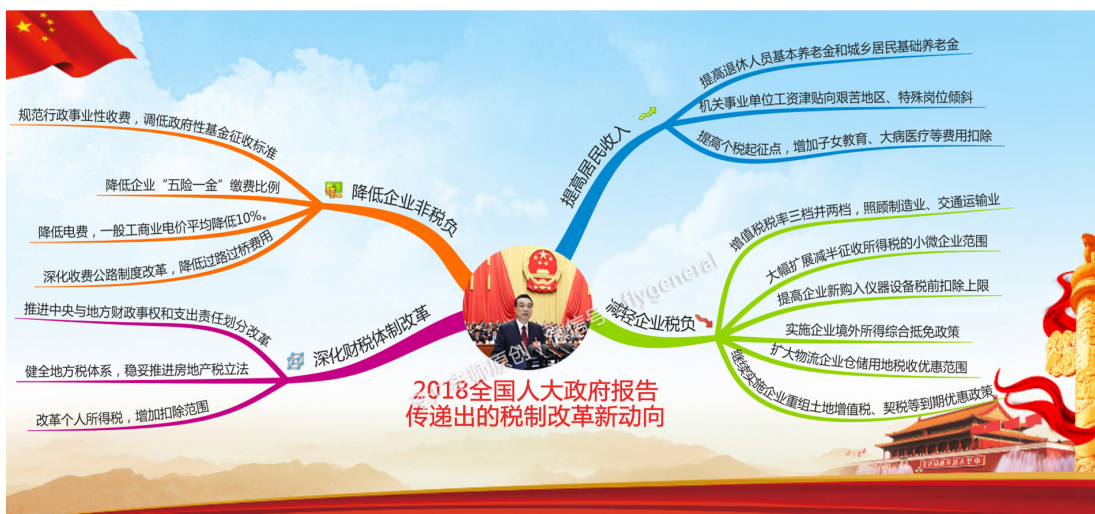 2018全国人大政府报告
传递出的税制改革新动向
提高居民收入
提高退休人员基本养老金和城乡居民基础养老金
机关事业单位工资津贴向艰苦地区、特殊岗位倾斜
提高个税起征点，增加子女教育、大病医疗等费用扣除
减轻企业税负
增值税税率三档并两档，照顾制造业、交通运输业
大幅扩展减半征收所得税的小微企业范围
提高企业新购入仪器设备税前扣除上限
实施企业境外所得综合抵免政策
扩大物流企业仓储用地税收优惠范围
继续实施企业重组土地增值税、契税等到期优惠政策
降低企业非税负
规范行政事业性收费，调低政府性基金征收标准
降低企业“五险一金”缴费比例
降低电费，一般工商业电价平均降低10%。
深化收费公路制度改革，降低过路过桥费用
深化财税体制改革
推进中央与地方财政事权和支出责任划分改革
健全地方税体系，稳妥推进房地产税立法
改革个人所得税，增加扣除范围
老师原创 微信号：flygeneral